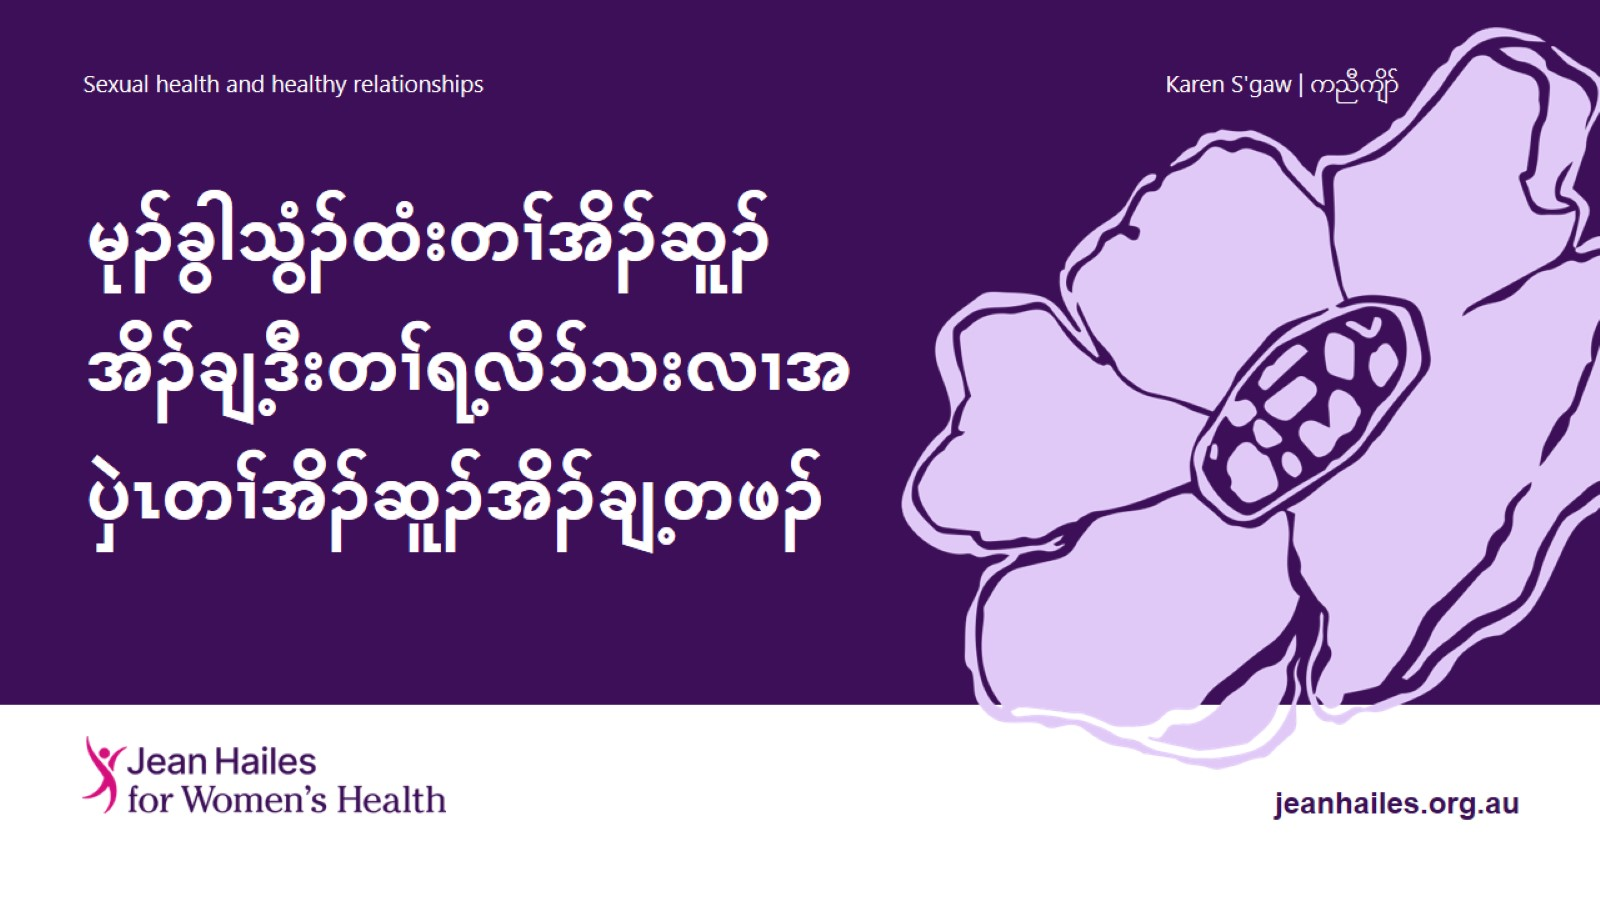 Sexual health and healthy relationships
Karen S'gaw | ကညီကျိာ်
မုၣ်ခွါသွံၣ်ထံးတၢ်အိၣ်ဆူၣ်
အိၣ်ချ့ဒီးတၢ်ရ့လိာ်သးလၢအ
ပှဲၤတၢ်အိၣ်ဆူၣ်အိၣ်ချ့တဖၣ်
Jean Hailes
for Women's Health
jeanhailes.org.au